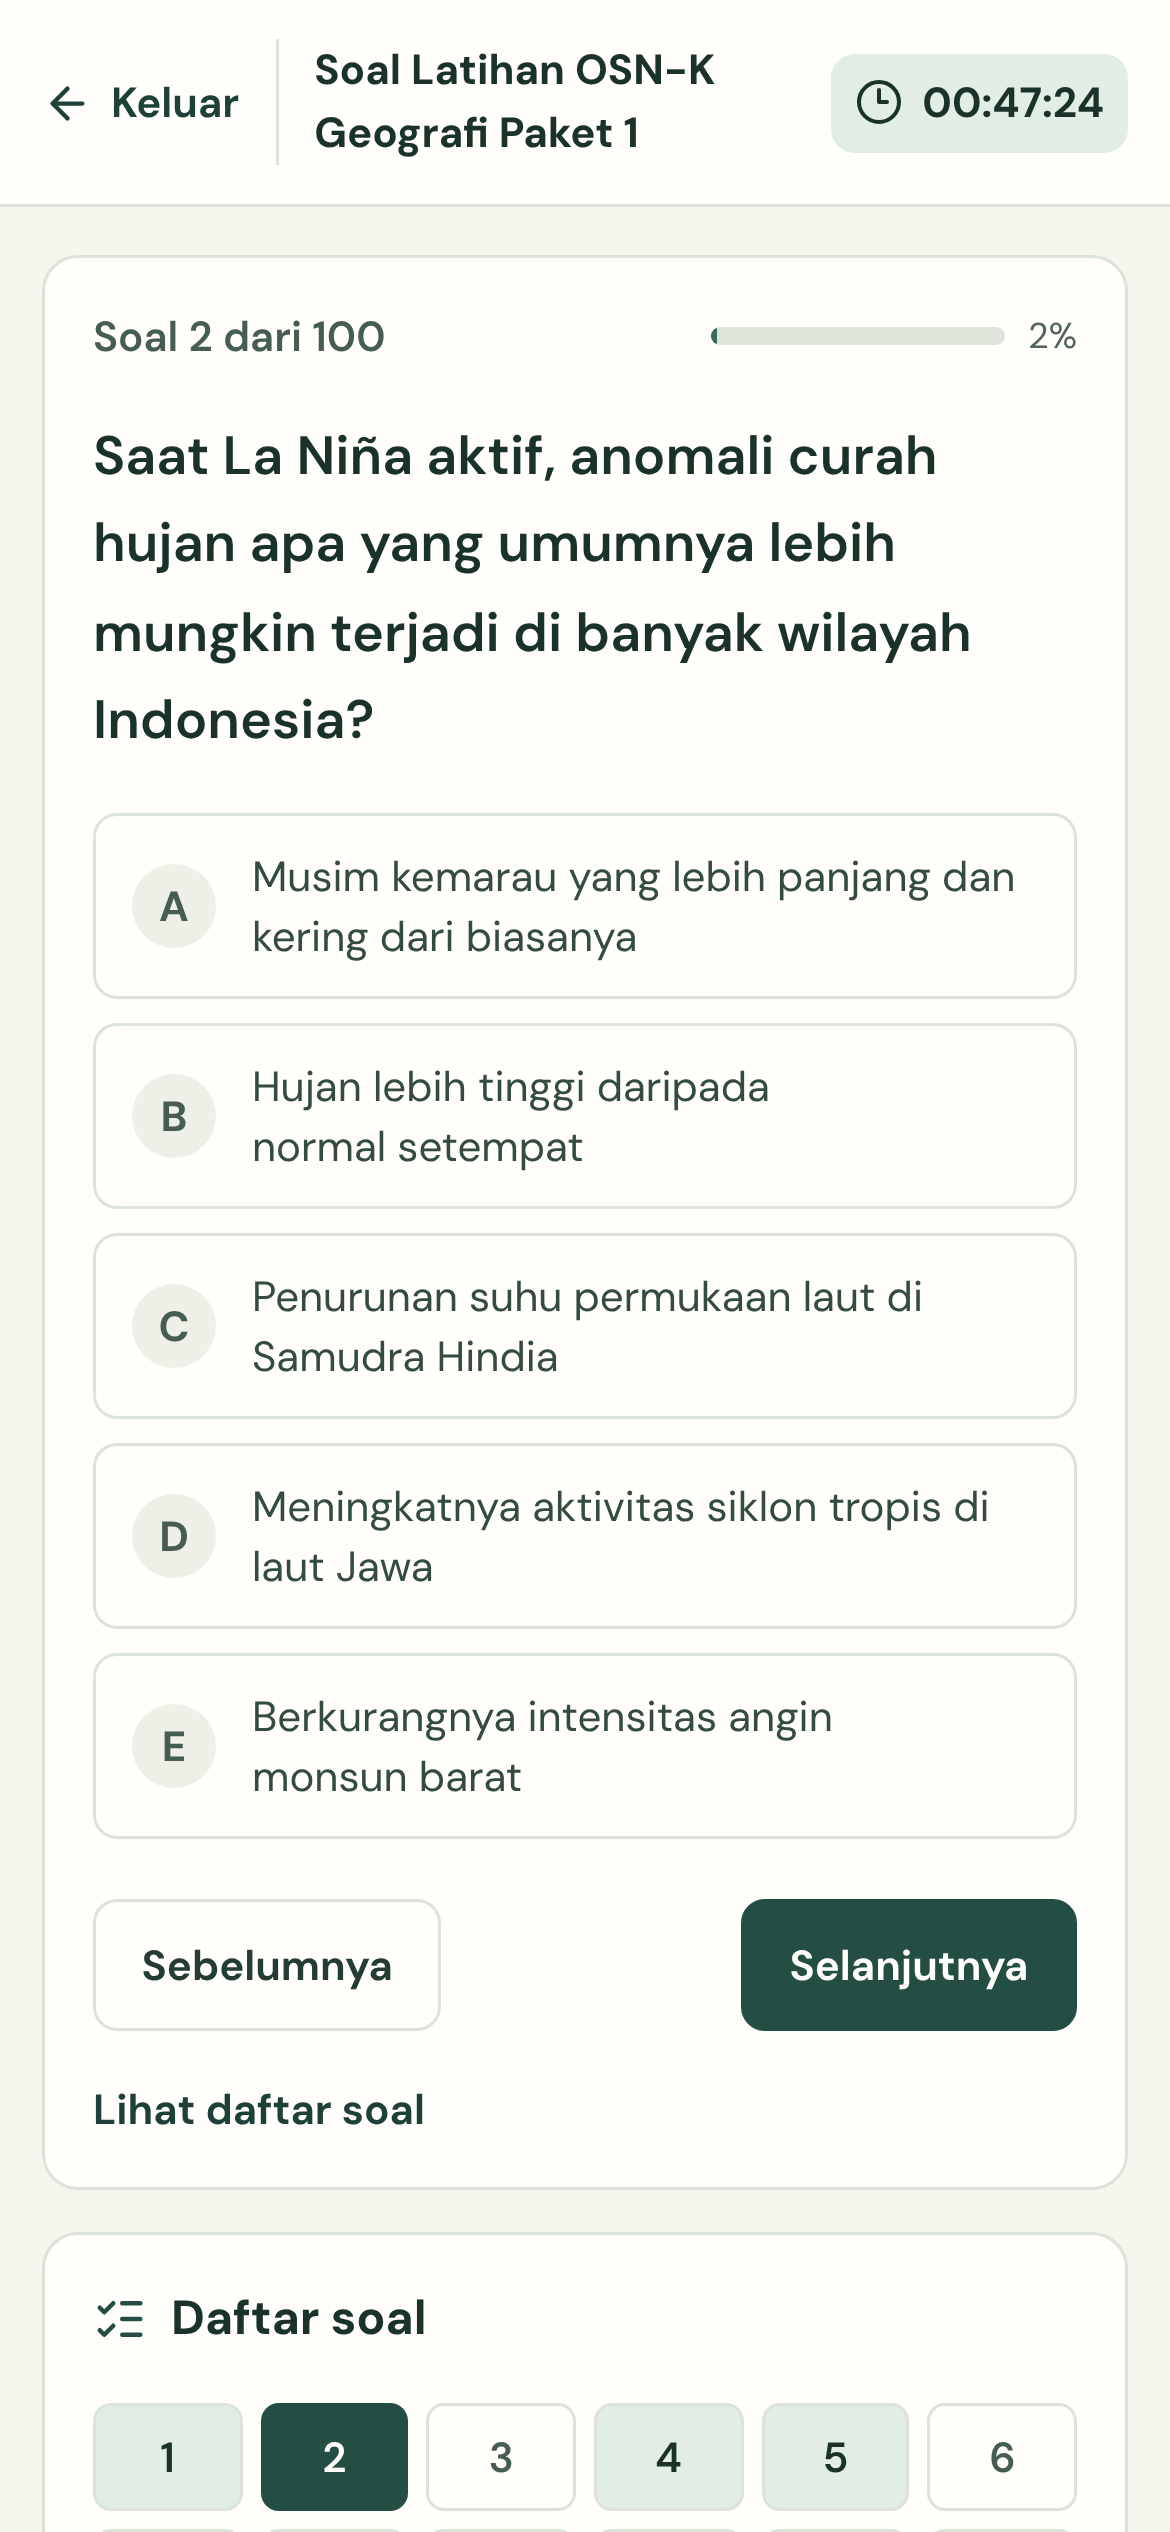 Keluar
Soal Latihan OSN-K
Geografi Paket 1
00:47:24
Soal 2 dari 100
2%
Saat La Niña aktif, anomali curah
hujan apa yang umumnya lebih
mungkin terjadi di banyak wilayah
Indonesia?
A
Musim kemarau yang lebih panjang dan
kering dari biasanya
B
Hujan lebih tinggi daripada
normal setempat
C
Penurunan suhu permukaan laut di
Samudra Hindia
D
Meningkatnya aktivitas siklon tropis di
laut Jawa
E
Berkurangnya intensitas angin
monsun barat
Sebelumnya
Selanjutnya
Lihat daftar soal
Daftar soal
1 2 3 4 5 6